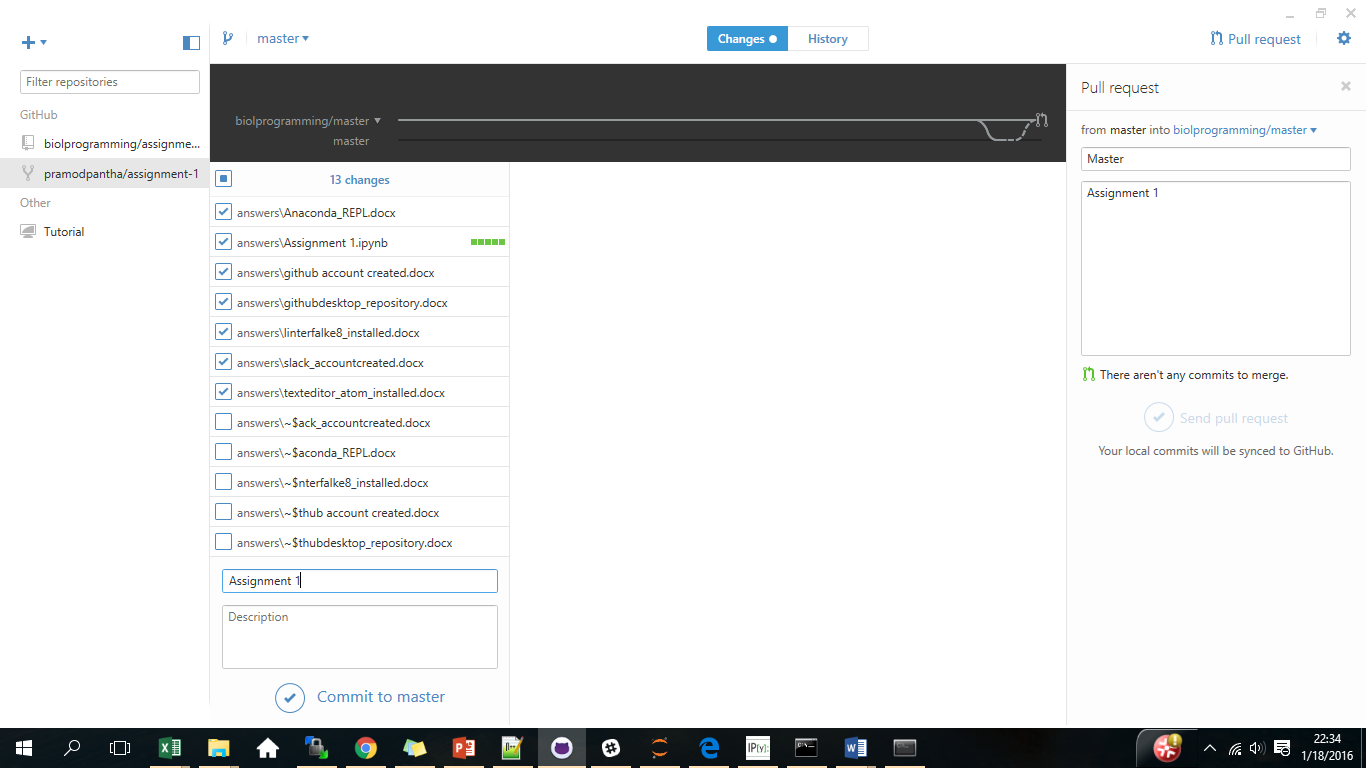 master
Changes
History
Pull request
Filter repositories
GitHub
biolprogramming/assignme...
pramodpantha/assignment-1
Other
Tutorial
biolprogramming/master
master
13 changes
answers\Anaconda_REPL.docx
answers\Assignment 1.ipynb
answers\github account created.docx
answers\githubdesktop_repository.docx
answers\linterfalke8_installed.docx
answers\slack_accountcreated.docx
answers\texteditor_atom_installed.docx
answers\~$ack_accountcreated.docx
answers\~$aconda_REPL.docx
answers\~$nterfalke8_installed.docx
answers\~$thub account created.docx
answers\~$thubdesktop_repository.docx
Assignment 1
Description
Commit to master
Pull request
from master into biolprogramming/master
Master
Assignment 1
There aren't any commits to merge.
Send pull request
Your local commits will be synced to GitHub.
IP[y]:
22:34
1/18/2016